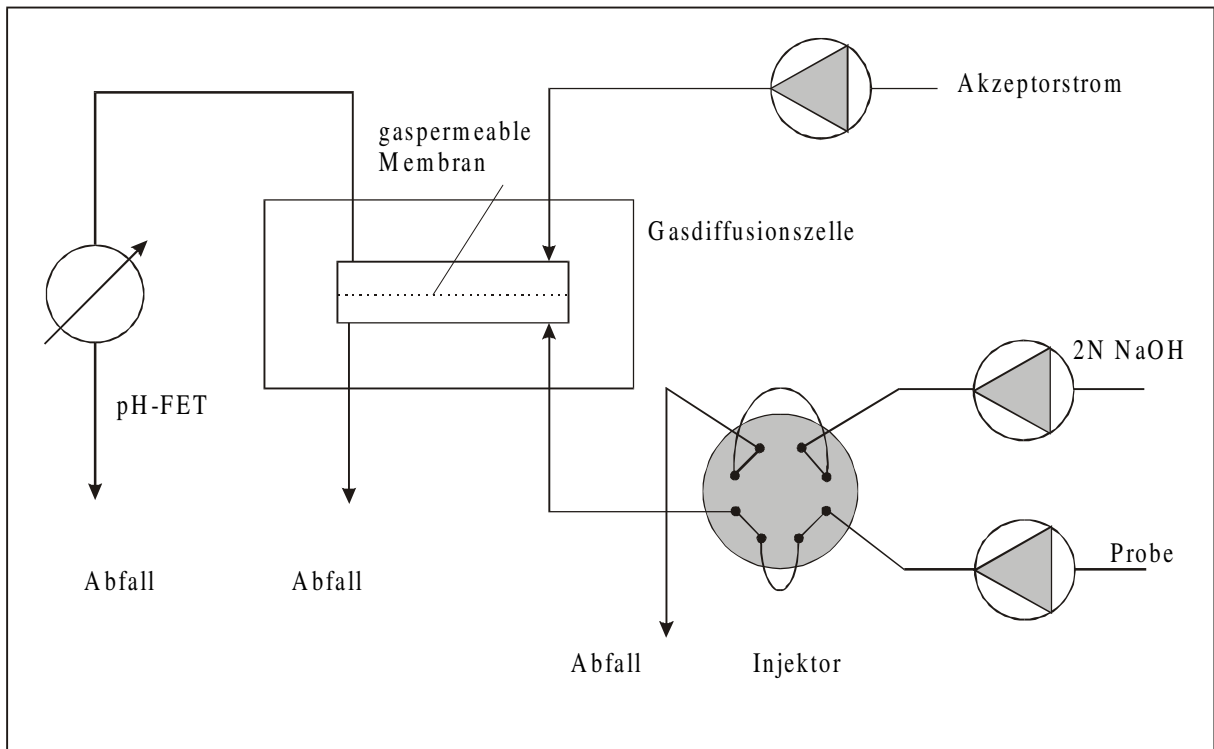 Akzeptorstrom
gaspermeable
Membran
Gasdiffusionszelle
2N NaOH
pH-FET
Probe
Abfall
Abfall
Abfall
Injektor